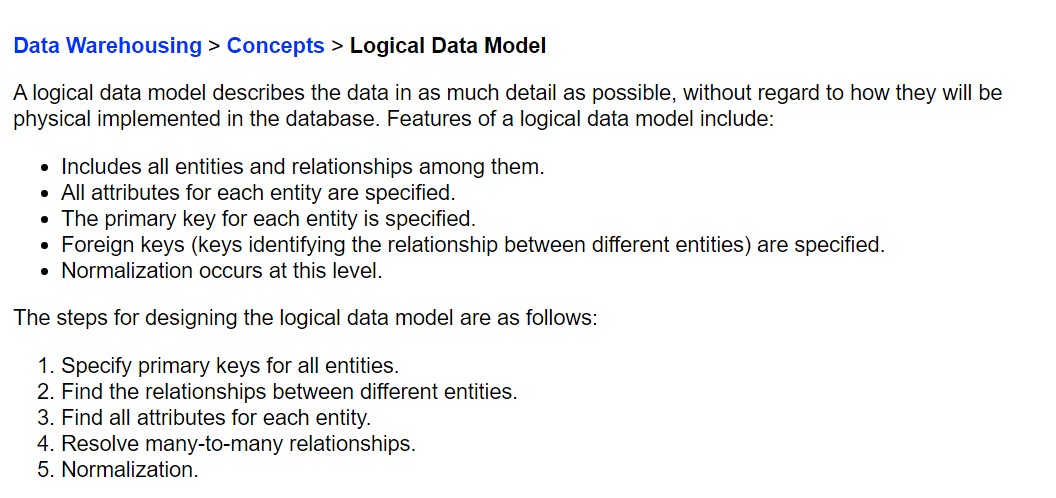 Data Warehousing > Concepts > Logical Data Model
A logical data model describes the data in as much detail as possible, without regard to how they will be
physical implemented in the database. Features of a logical data model include:
• Includes all entities and relationships among them.
• All attributes for each entity are specified.
• The primary key for each entity is specified.
• Foreign keys (keys identifying the relationship between different entities) are specified.
• Normalization occurs at this level.
The steps for designing the logical data model are as follows:
1. Specify primary keys for all entities.
2. Find the relationships between different entities.
3. Find all attributes for each entity.
4. Resolve many-to-many relationships.
5. Normalization.